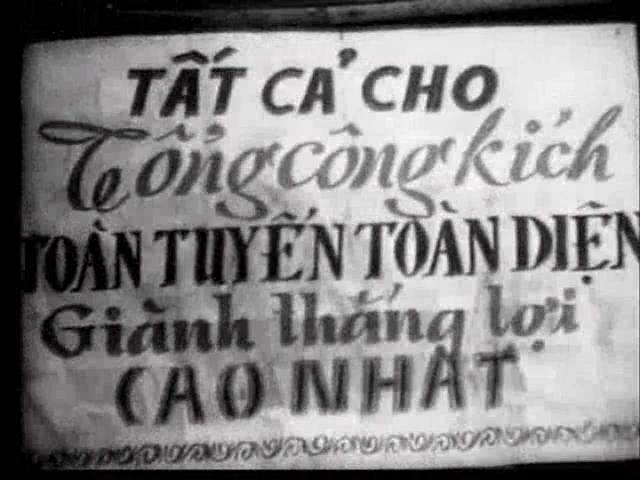 TẤT CẢ CHO
Tổng công kích
TOÀN TUYẾN TOÀN DIỆN
Giành thắng lợi
CAO NHẤT